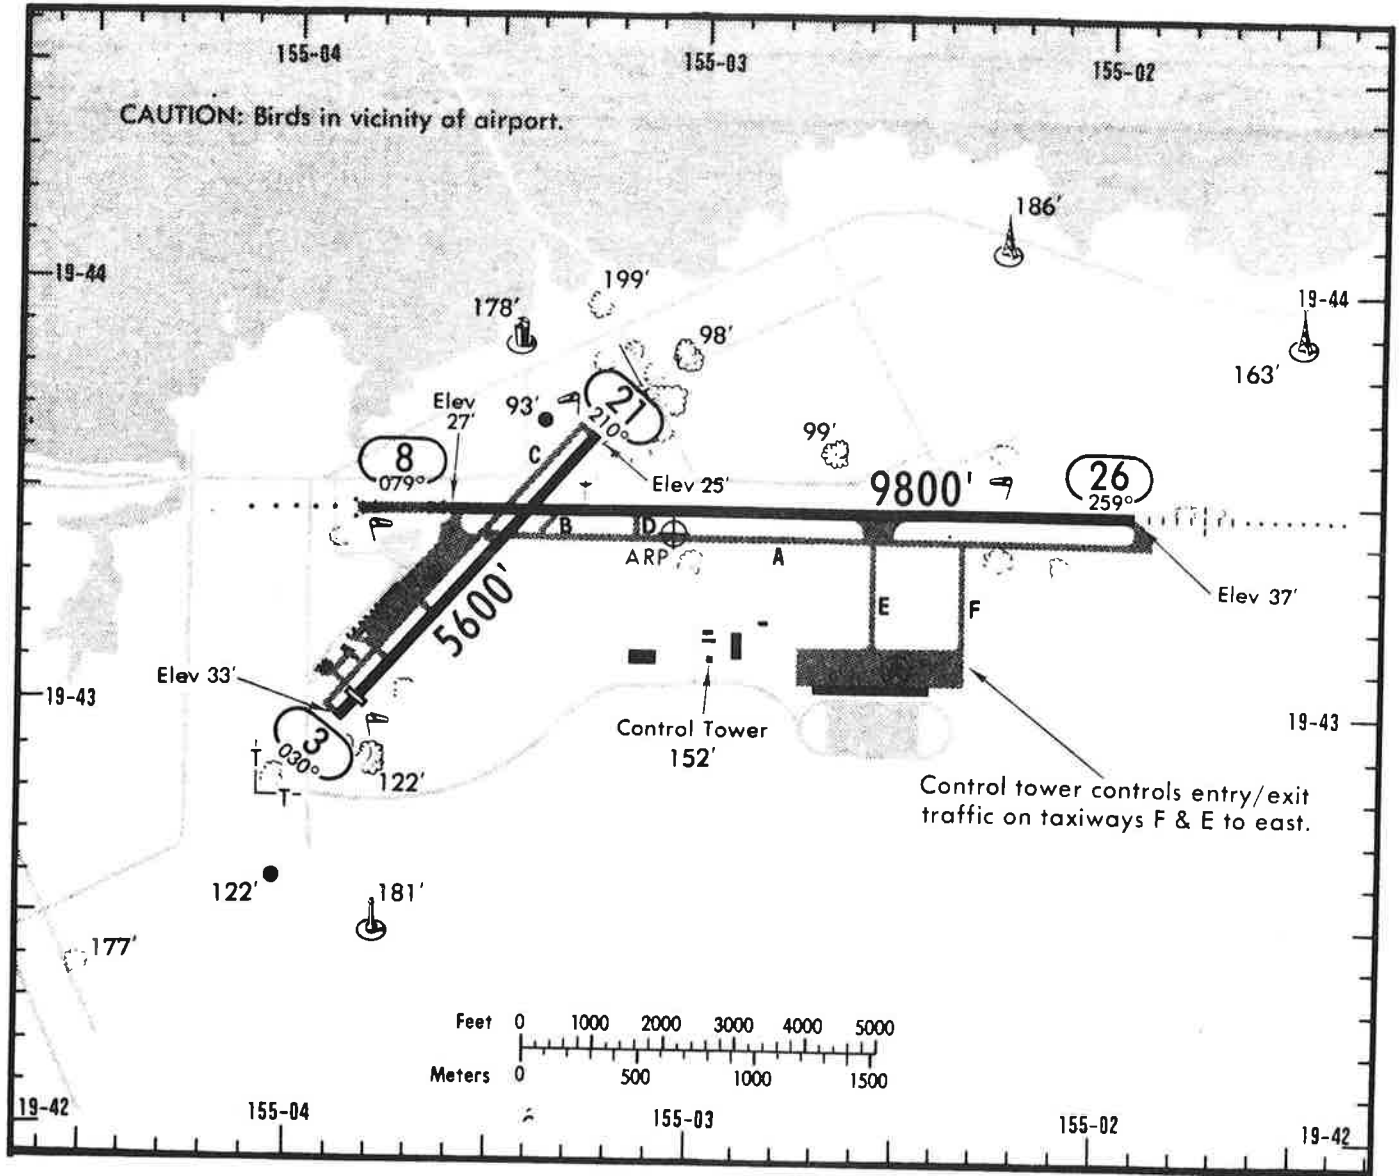 155-04
155-03
155-02
CAUTION: Birds in vicinity of airport.
186'
19-44
199'
19-44
178'
98'
163'
Elev
27'
93'
21
210°
99'
8
079°
C
Elev 25'
9800'
26
259°
B
D
ARP
A
5600'
E
F
Elev 37'
Elev 33'
19-43
19-43
3
030°
Control Tower
152'
T
T
122'
Control tower controls entry/exit
traffic on taxiways F & E to east.
122'
181'
177'
Feet 0 1000 2000 3000 4000 5000
Meters 0 500 1000 1500
19-42
155-04
155-03
155-02
19-42